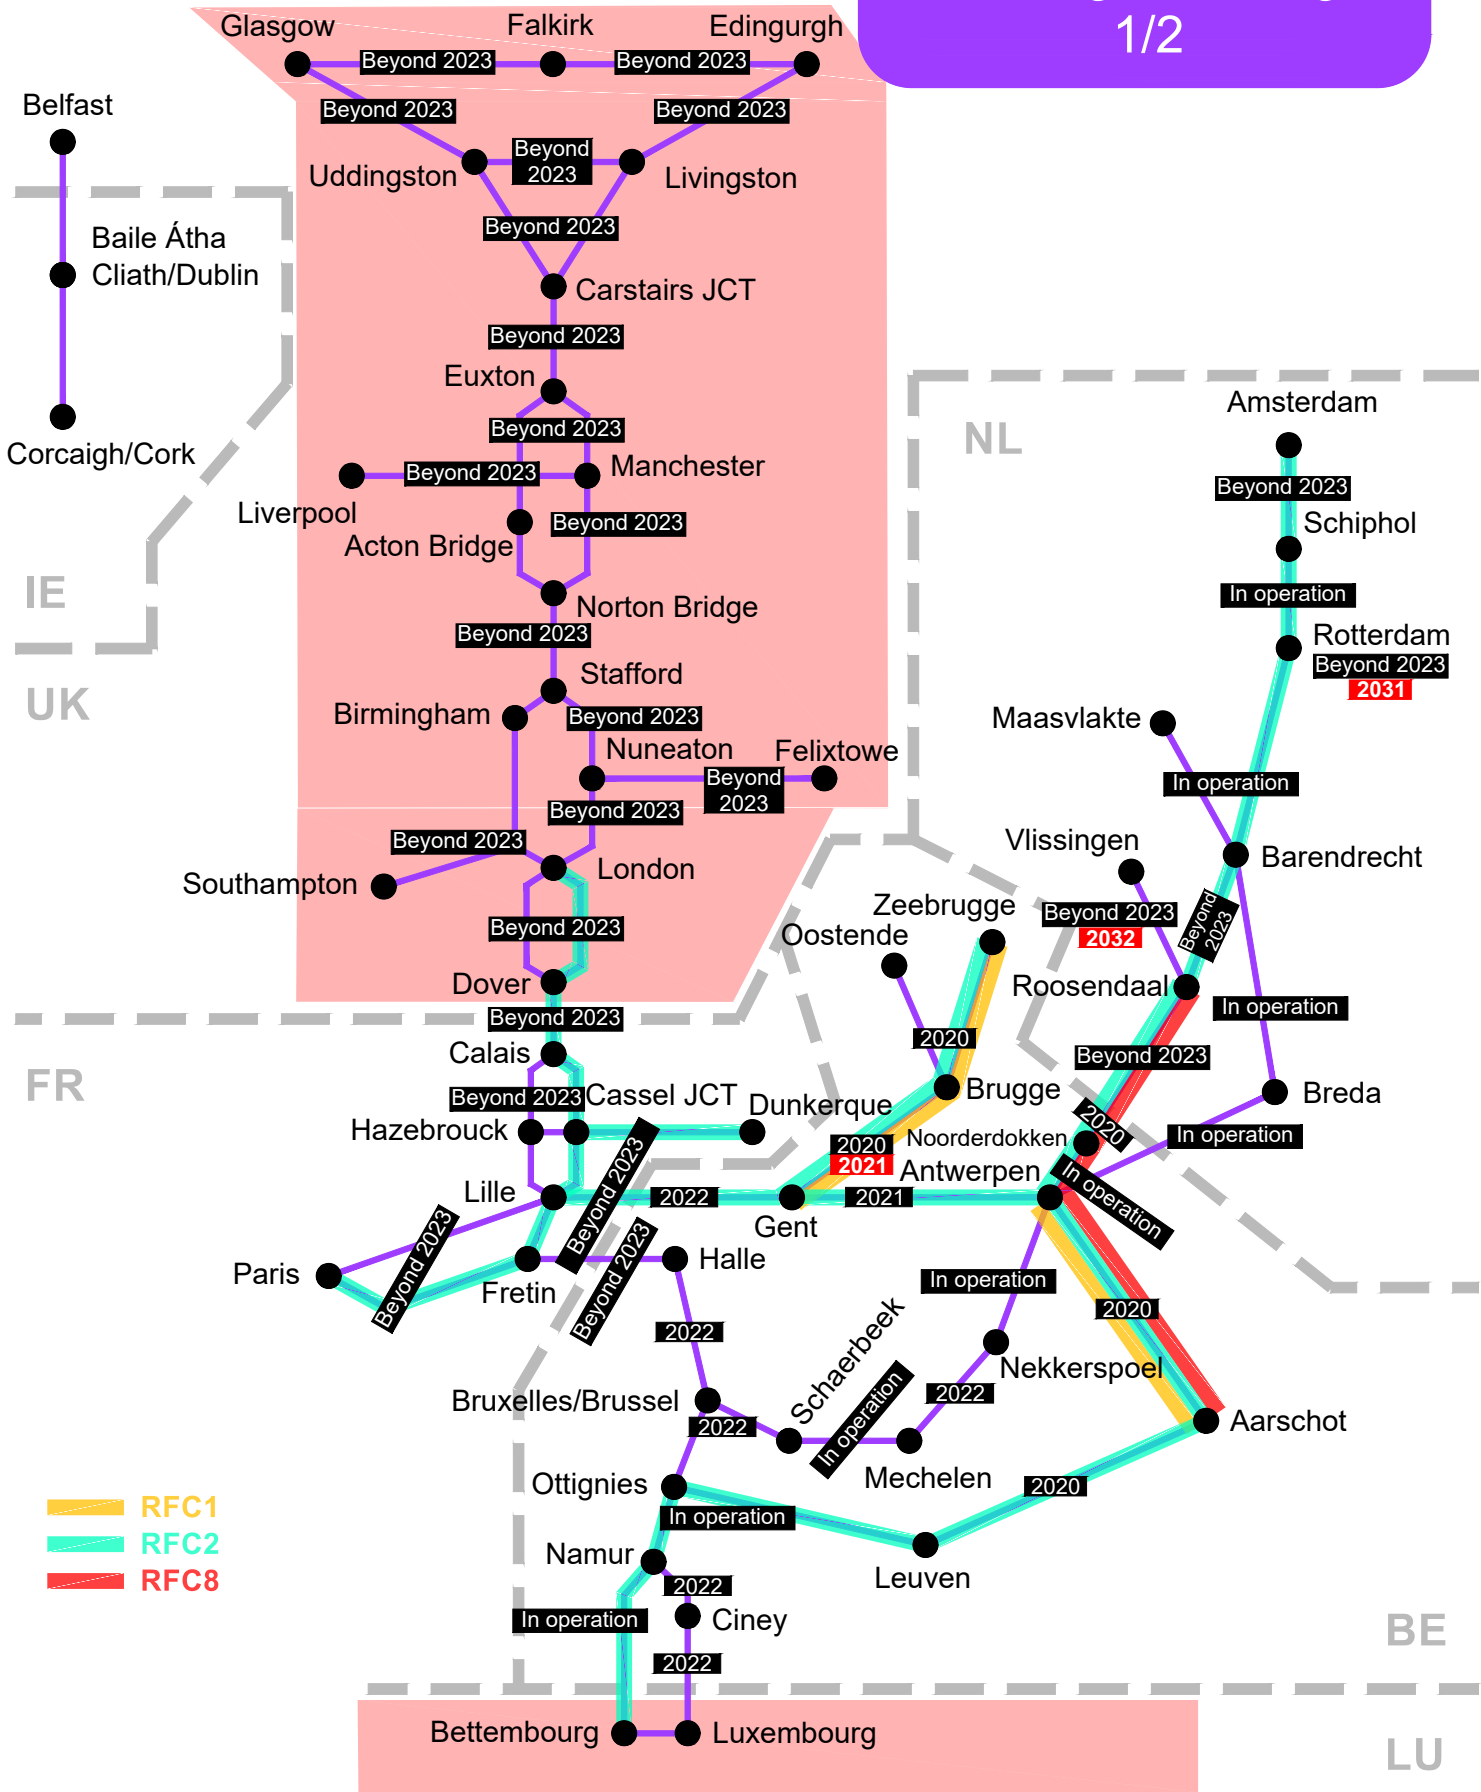 1/2
Glasgow
Falkirk
Edingurgh
Beyond 2023
Beyond 2023
Belfast
Beyond 2023
Beyond 2023
Beyond
2023
Uddington
Livingston
Beyond 2023
Baile Átha
Cliath/Dublin
Carstairs JCT
Beyond 2023
Euxton
Amsterdam
Beyond 2023
NL
Corcaigh/Cork
Beyond 2023
Manchester
Beyond 2023
Liverpool
Schiphol
Beyond 2023
Acton Bridge
IE
In operation
Norton Bridge
Beyond 2023
Rotterdam
Beyond 2023
2031
Stafford
UK
Birmingham
Beyond 2023
Maasvlakte
Nuneaton
Felixtowe
Beyond
2023
In operation
Beyond 2023
Beyond 2023
Vlissingen
Barendrecht
London
Southampton
Zeebrugge
Beyond 2023
2032
Beyond
2023
Beyond 2023
Oostende
Dover
Roosendaal
In operation
Beyond 2023
2020
Calais
Beyond 2023
FR
Beyond 2023
Cassel JCT
Brugge
Breda
Dunkerque
2020
Hazebrouck
Noorderdokken
In operation
2020
2021
Beyond 2023
Antwerpen
In operation
Lille
2022
2021
Gent
Beyond 2023
Beyond 2023
Halle
Paris
Fretin
In operation
2020
2022
Schaerbeek
Nekkerspoel
2022
Bruxelles/Brussel
2022
In operation
Aarschot
Mechelen
Ottignies
2020
RFC1
In operation
RFC2
Namur
RFC8
Leuven
2022
In operation
Ciney
BE
2022
Bettembourg
Luxembourg
LU